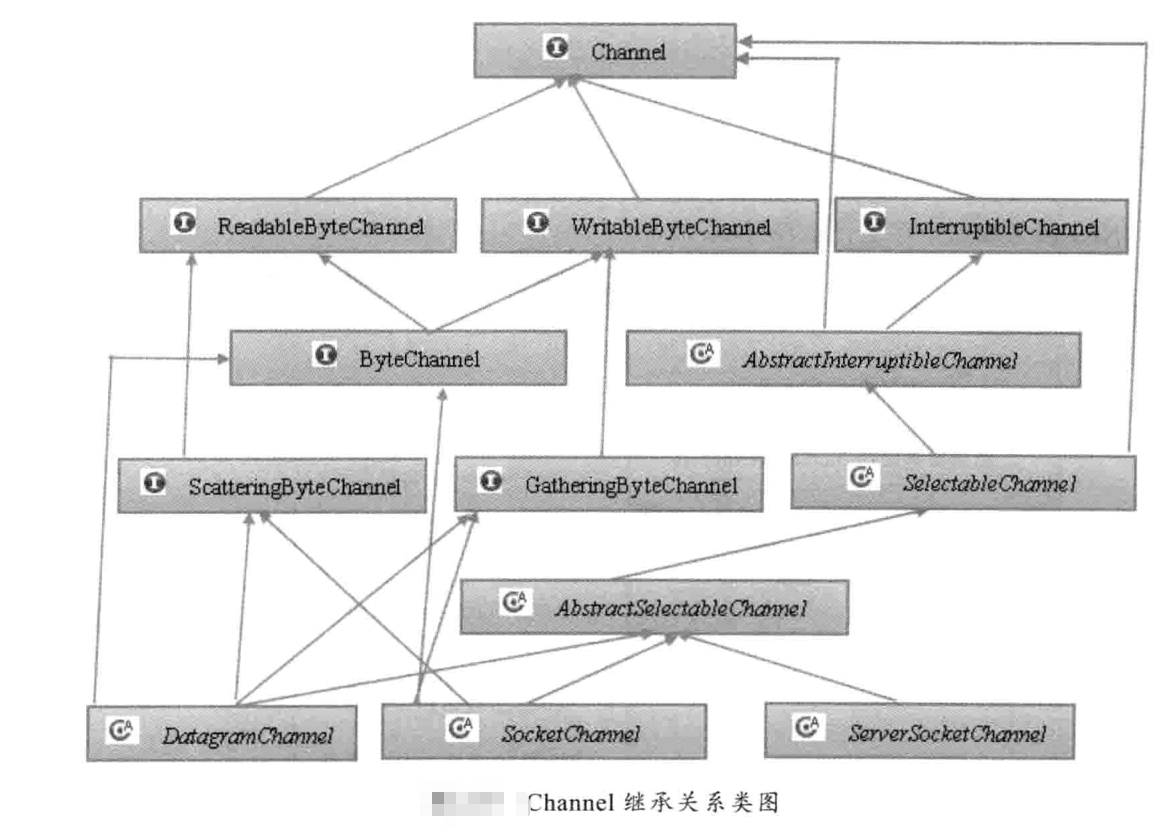 Channel
ReadableByteChannel
WritableByteChannel
InterruptibleChannel
ByteChannel
AbstractInterruptibleChannel
ScatteringByteChannel
GatheringByteChannel
SelectableChannel
AbstractSelectableChannel
DatagramChannel
SocketChannel
ServerSocketChannel
Channel 继承关系类图